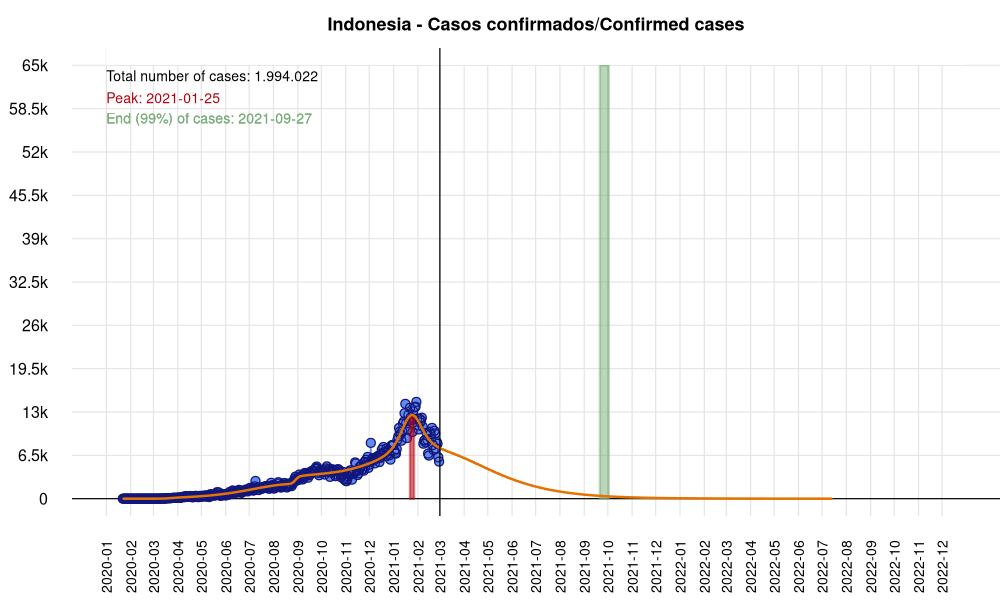 Indonesia - Casos confirmados/Confirmed cases
65k
Total number of cases: 1.994.022
Peak: 2021-01-25
End (99%) of cases: 2021-09-27
58.5k
52k
45.5k
39k
32.5k
26k
19.5k
13k
6.5k
0
2020-01
2020-02
2020-03
2020-04
2020-05
2020-06
2020-07
2020-08
2020-09
2020-10
2020-11
2020-12
2021-01
2021-02
2021-03
2021-04
2021-05
2021-06
2021-07
2021-08
2021-09
2021-10
2021-11
2021-12
2022-01
2022-02
2022-03
2022-04
2022-05
2022-06
2022-07
2022-08
2022-09
2022-10
2022-11
2022-12